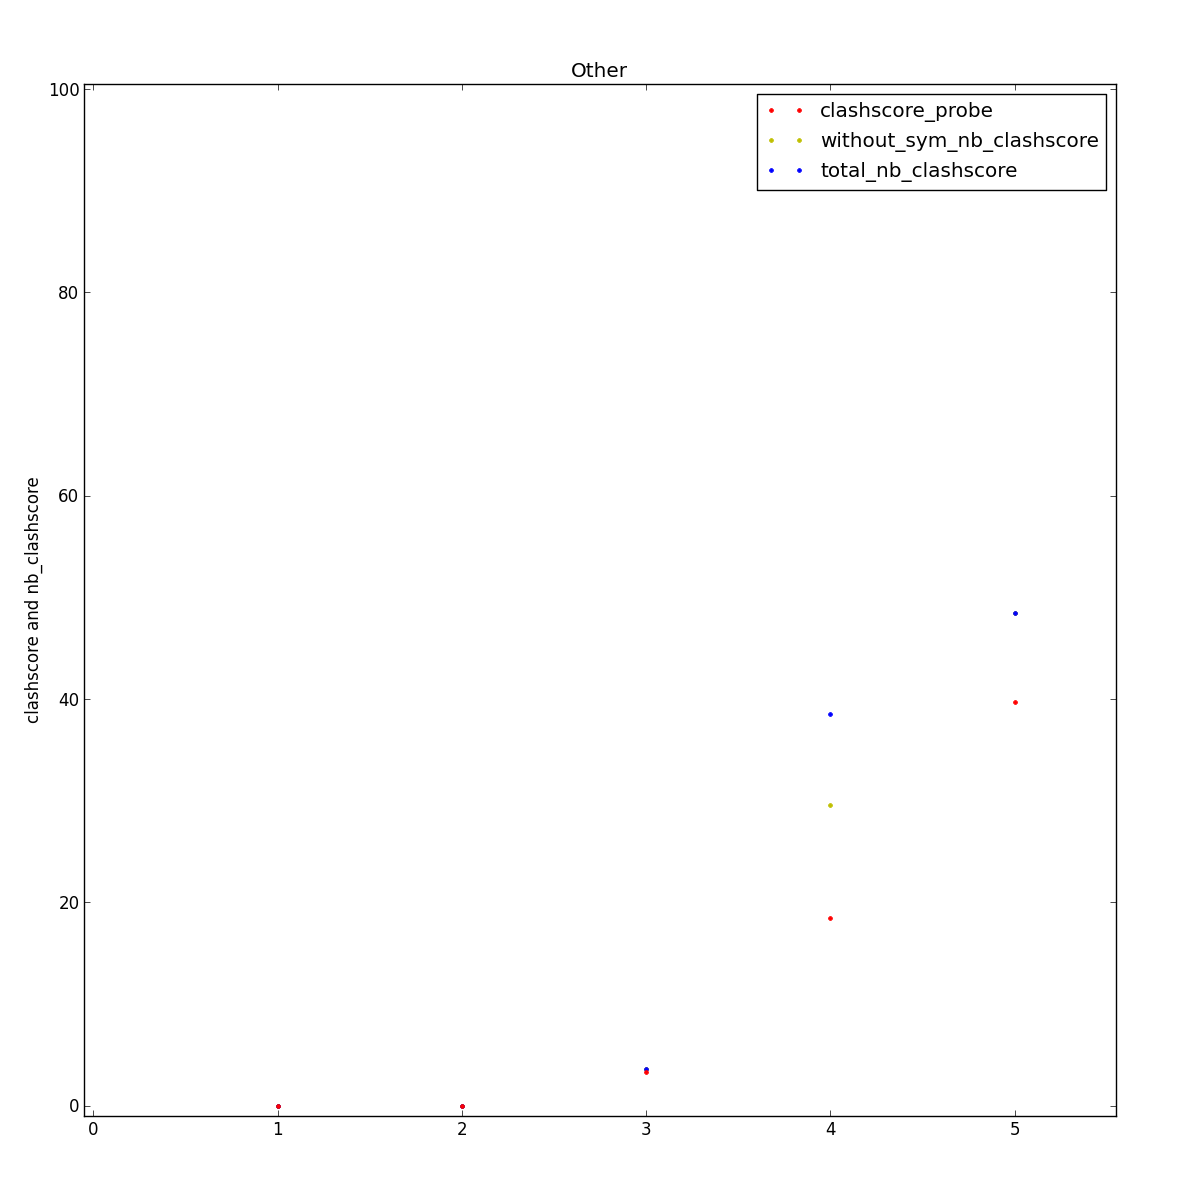 Other
clashscore_probe
without_sym_nb_clashscore
total_nb_clashscore
clashscore and nb_clashscore
100
80
60
40
20
0
0 1 2 3 4 5